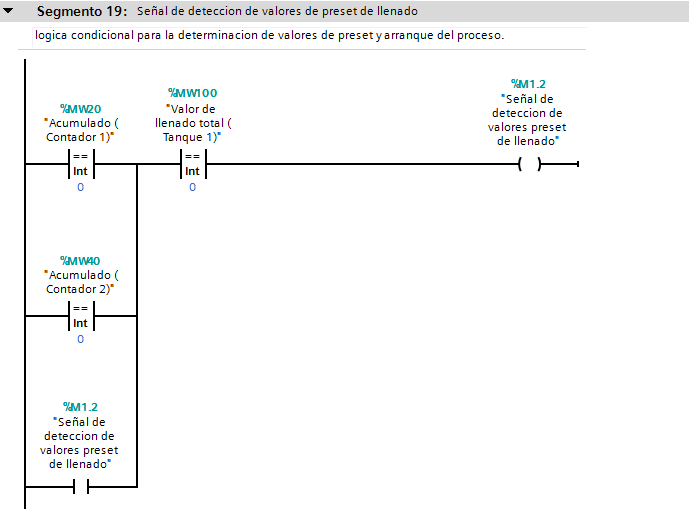 Segmento 19: Señal de deteccion de valores de preset de llenado
logica condicional para la determinacion de valores de preset y arranque del proceso.
%MW20
"Acumulado (
Contador 1)"
==
Int
0
%MW100
"Valor de
llenado total (
Tanque 1)"
==
Int
0
%M1.2
"Señal de
deteccion de
valores preset
de llenado"
%MW40
"Acumulado (
Contador 2)"
==
Int
0
%M1.2
"Señal de
deteccion de
valores preset
de llenado"